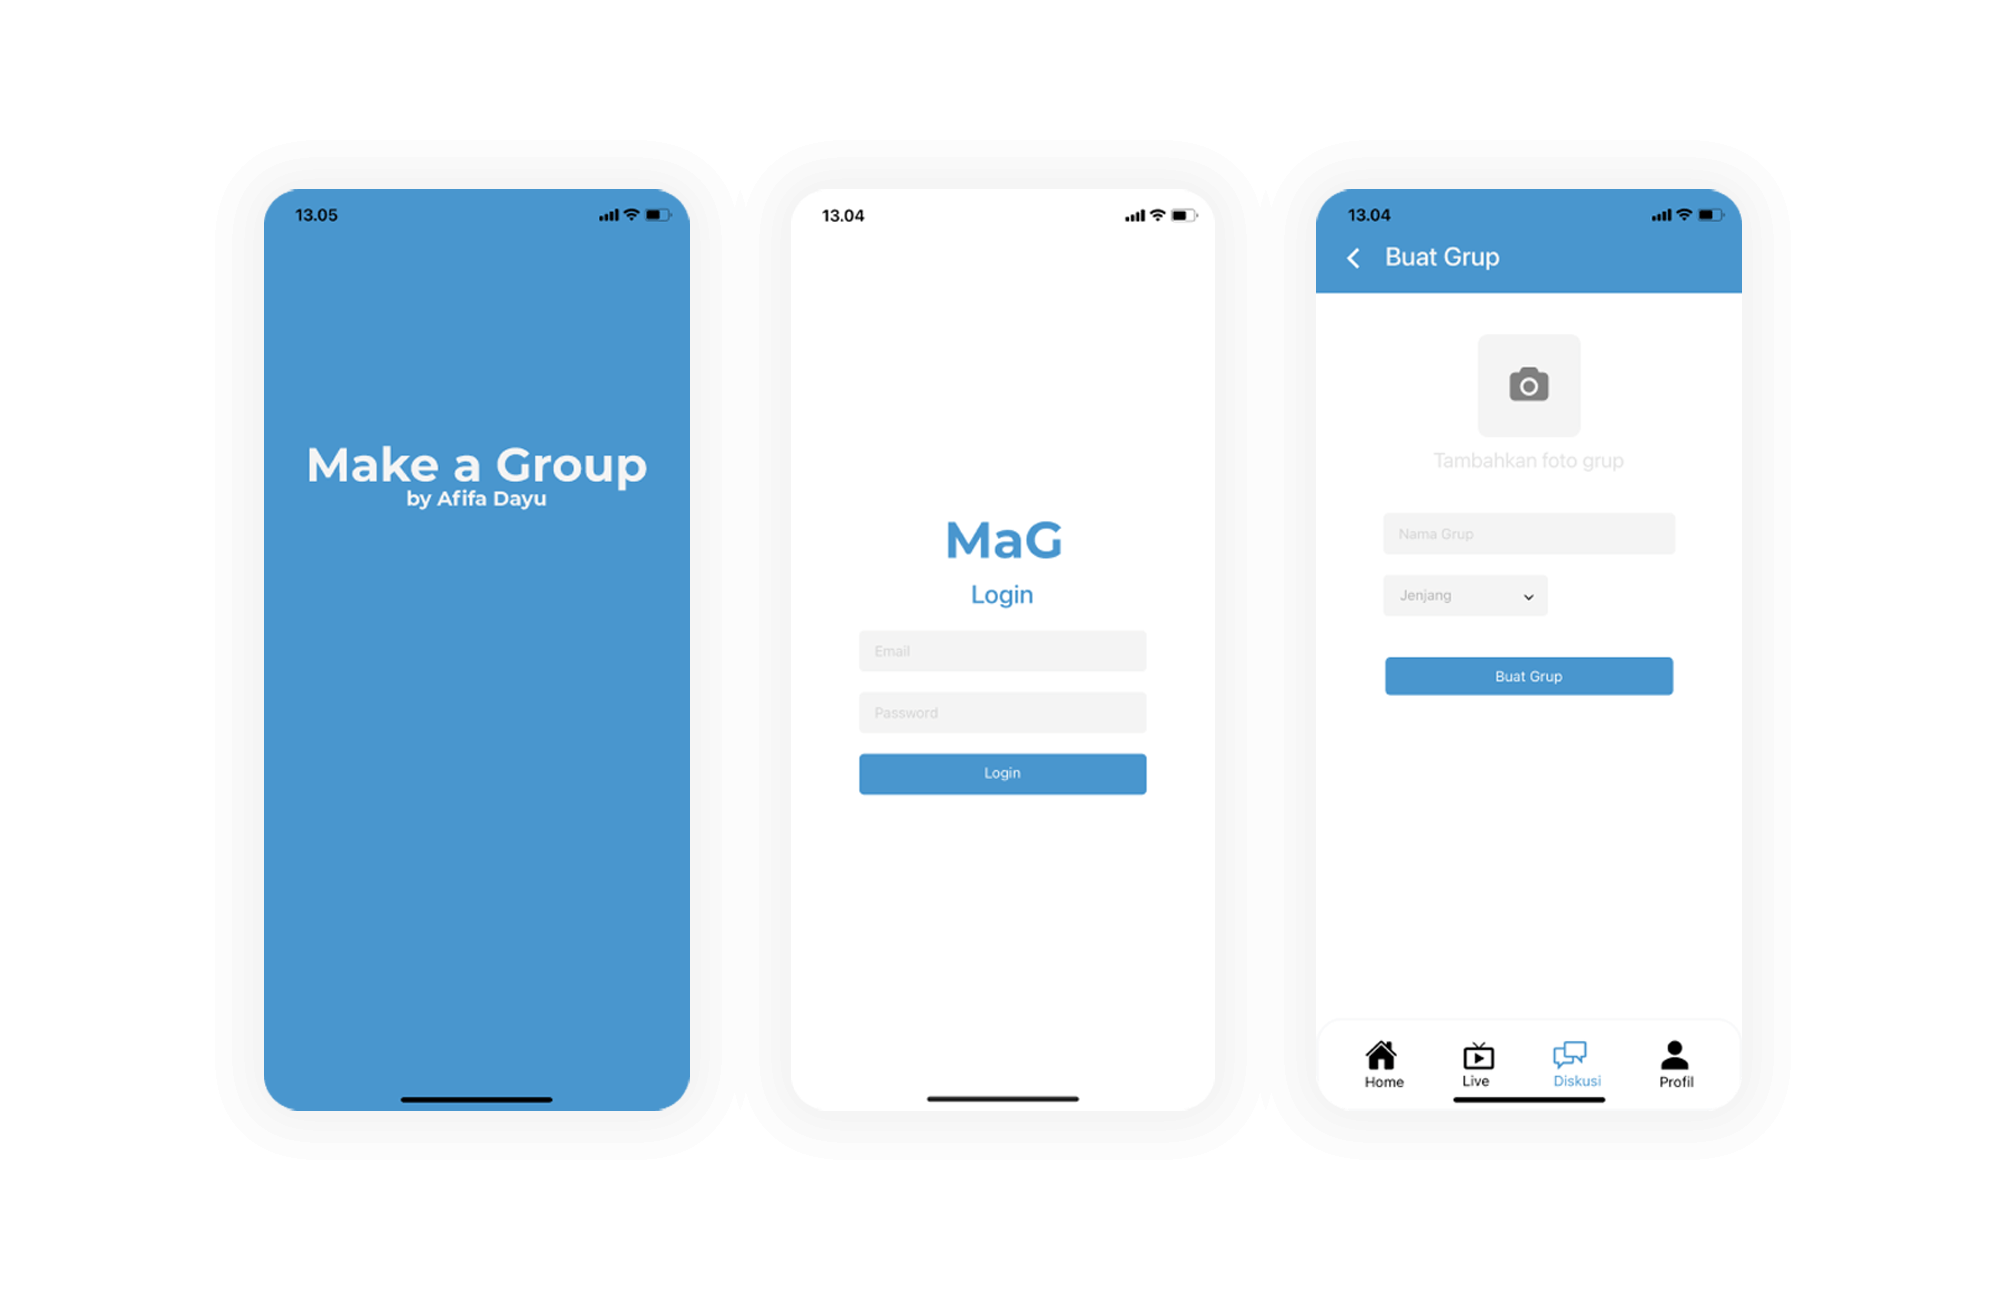 13.05
Make a Group
by Afifa Dayu
13.04
MaG
Login
Email
Password
Login
13.04
Buat Grup
Tambahkan foto grup
Nama Grup
Jenjang
Buat Grup
Home
Live
Diskusi
Profil